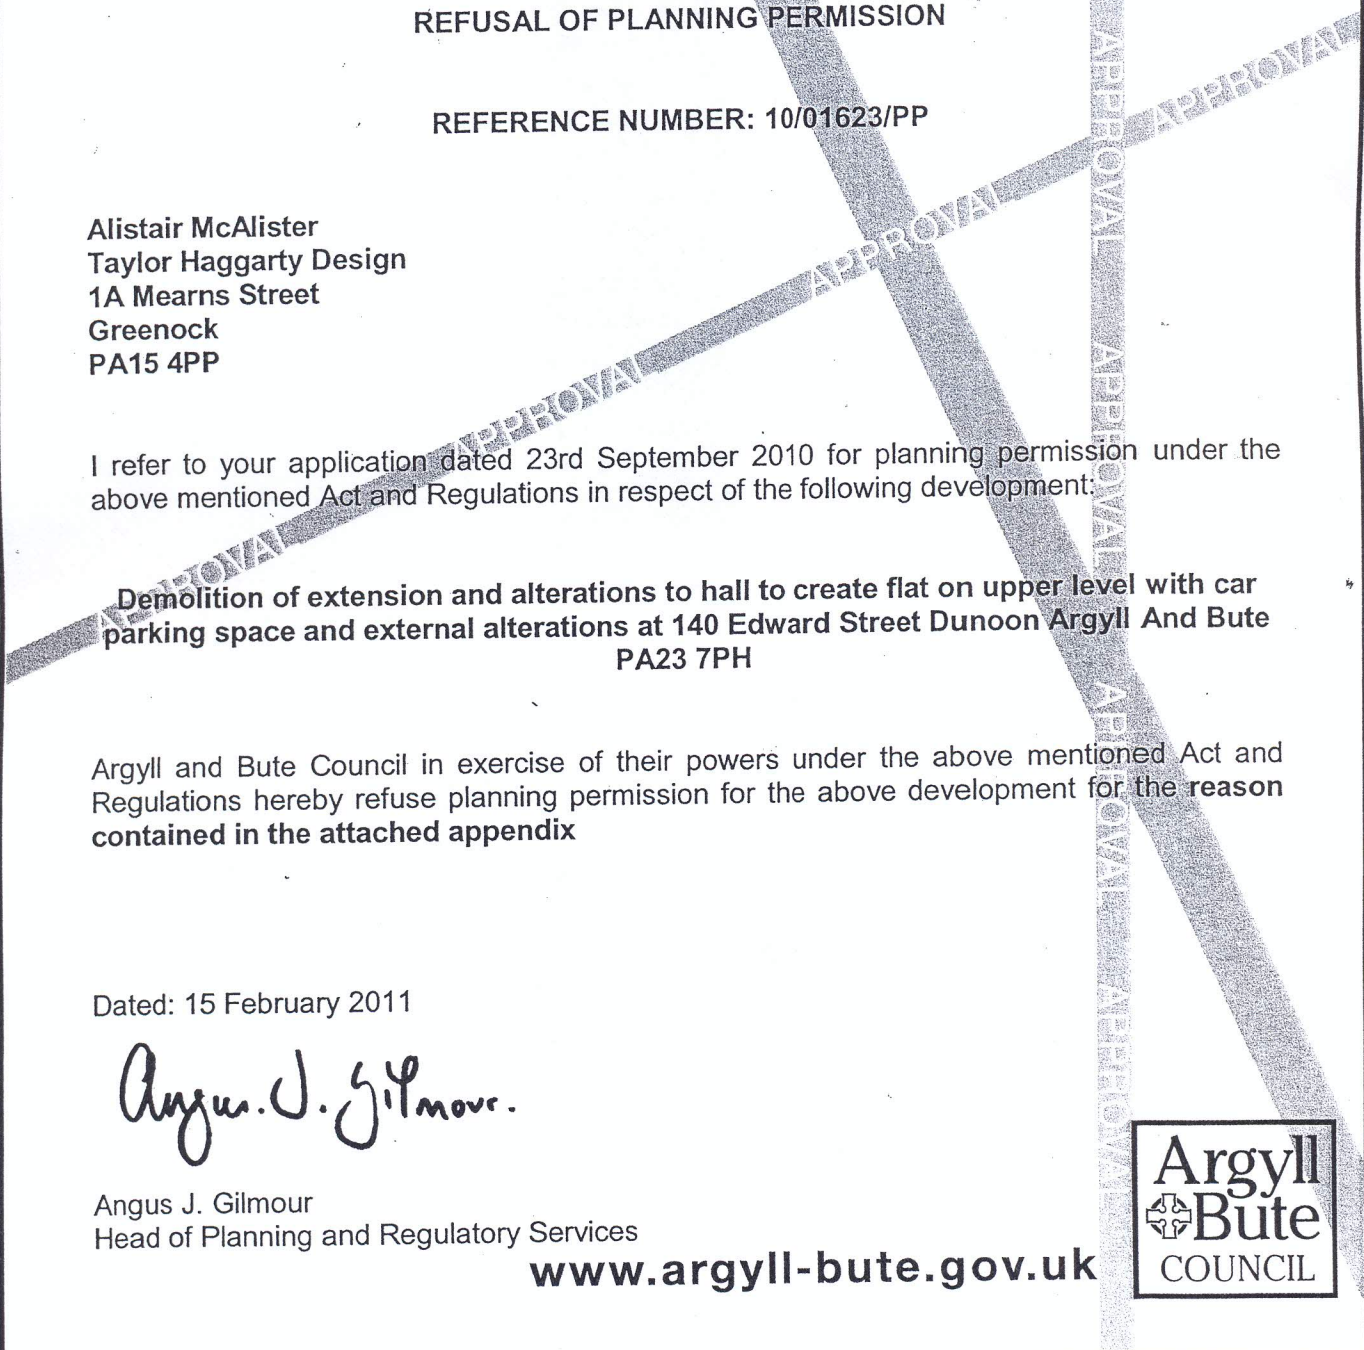 REFUSAL OF PLANNING PERMISSION
REFERENCE NUMBER: 10/01623/PP
Alistair McAlister
Taylor Haggarty Design
1A Mearns Street
Greenock
PA15 4PP
I refer to your application dated 23rd September 2010 for planning permission under the
above mentioned Act and Regulations in respect of the following development:
Demolition of extension and alterations to hall to create flat on upper level with car
parking space and external alterations at 140 Edward Street Dunoon Argyll And Bute
PA23 7PH
Argyll and Bute Council in exercise of their powers under the above mentioned Act and
Regulations hereby refuse planning permission for the above development for the reason
contained in the attached appendix
Dated: 15 February 2011
Angus. J. Gilmour.
Angus J. Gilmour
Head of Planning and Regulatory Services
www.argyll-bute.gov.uk
Argyll
Bute
COUNCIL
APPROVAL APPROVAL APPROVAL APPROVAL
APPROVAL APPROVAL APPROVAL APPROVAL